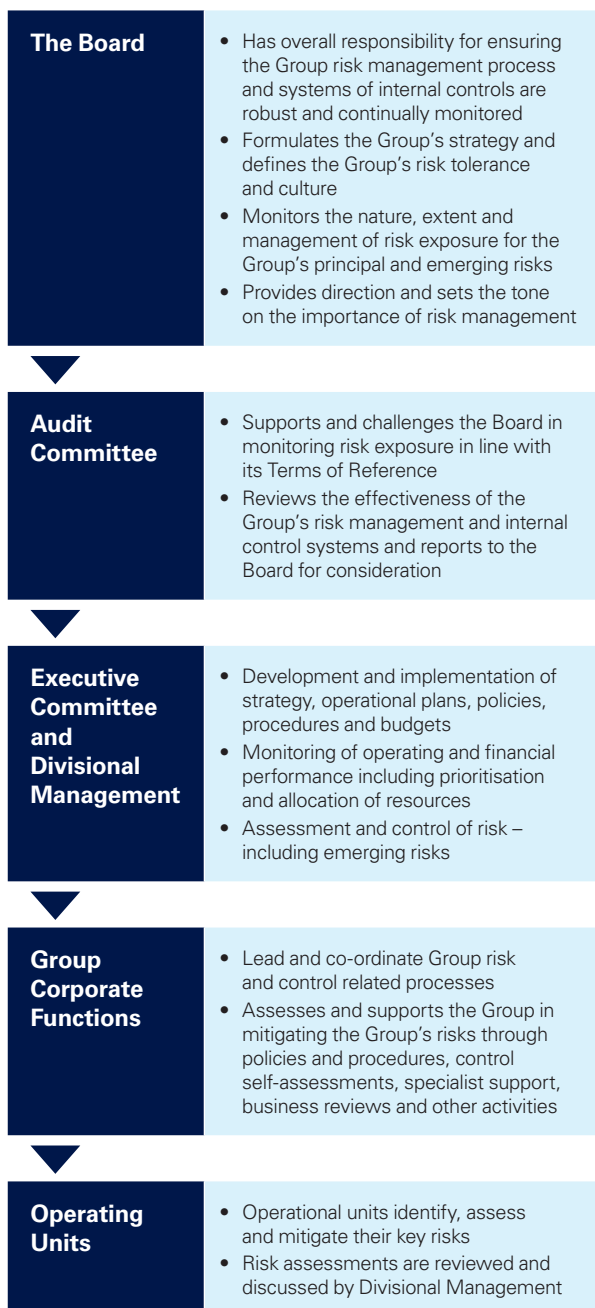 The Board
• Has overall responsibility for ensuring
the Group risk management process
and systems of internal controls are
robust and continually monitored
• Formulates the Group’s strategy and
defines the Group’s risk tolerance
and culture
• Monitors the nature, extent and
management of risk exposure for the
Group’s principal and emerging risks
• Provides direction and sets the tone
on the importance of risk management
Audit
Committee
• Supports and challenges the Board in
monitoring risk exposure in line with
its Terms of Reference
• Reviews the effectiveness of the
Group’s risk management and internal
control systems and reports to the
Board for consideration
Executive
Committee
and
Divisional
Management
• Development and implementation of
strategy, operational plans, policies,
procedures and budgets
• Monitoring of operating and financial
performance including prioritisation
and allocation of resources
• Assessment and control of risk –
including emerging risks
Group
Corporate
Functions
• Lead and co-ordinate Group risk
and control related processes
• Assesses and supports the Group in
mitigating the Group’s risks through
policies and procedures, control
self-assessments, specialist support,
business reviews and other activities
Operating
Units
• Operational units identify, assess
and mitigate their key risks
• Risk assessments are reviewed and
discussed by Divisional Management